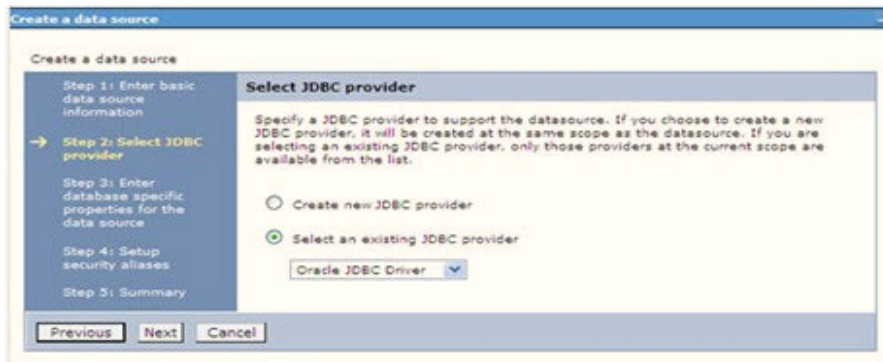 Create a data source
Create a data source
Step 1: Enter basic
data source
information
Step 2: Select JDBC
provider
Step 3: Enter
database specific
properties for the
data source
Step 4: Setup
security aliases
Step 5: Summary
Select JDBC provider
Specify a JDBC provider to support the datasource. If you choose to create a new
JDBC provider, it will be created at the same scope as the datasource. If you are
selecting an existing JDBC provider, only those providers at the current scope are
available from the list.
Create new JDBC provider
Select an existing JDBC provider
Oracle JDBC Driver
Previous Next Cancel